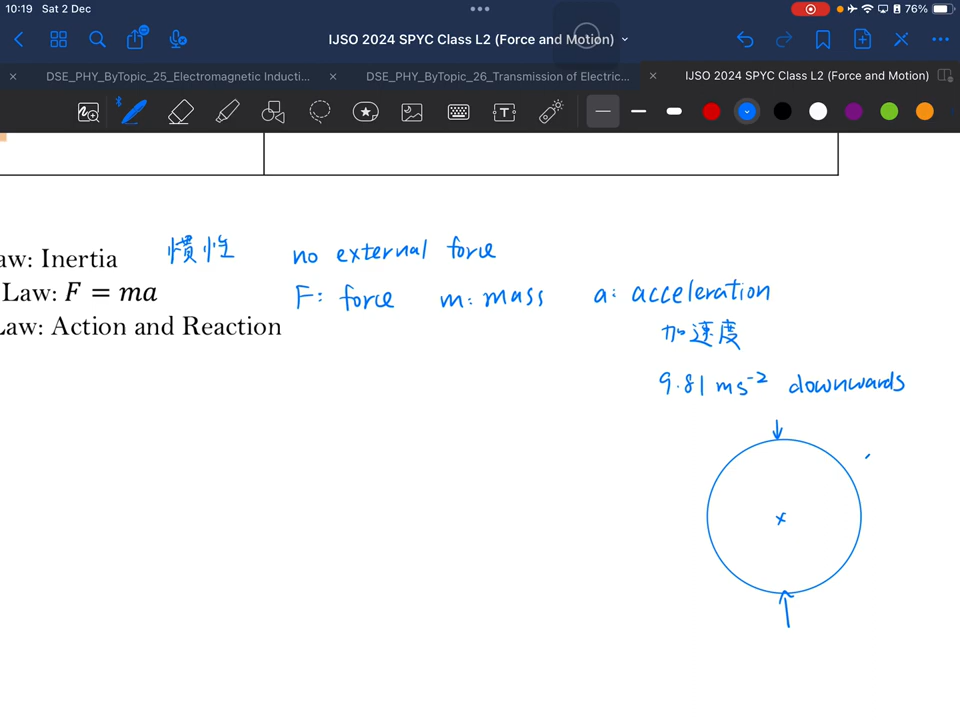 10:19 Sat 2 Dec 76%
IJSO 2024 SPYC Class L2 (Force and Motion)
DSE_PHY_ByTopic_25_Electromagnetic Inducti... DSE_PHY_ByTopic_26_Transmission of Electric... IJSO 2024 SPYC Class L2 (Force and Motion)
aw: Inertia 慣性 no external force
Law: F = ma F: force m: mass a: acceleration
Law: Action and Reaction
加速度
9.81 ms⁻² downwards